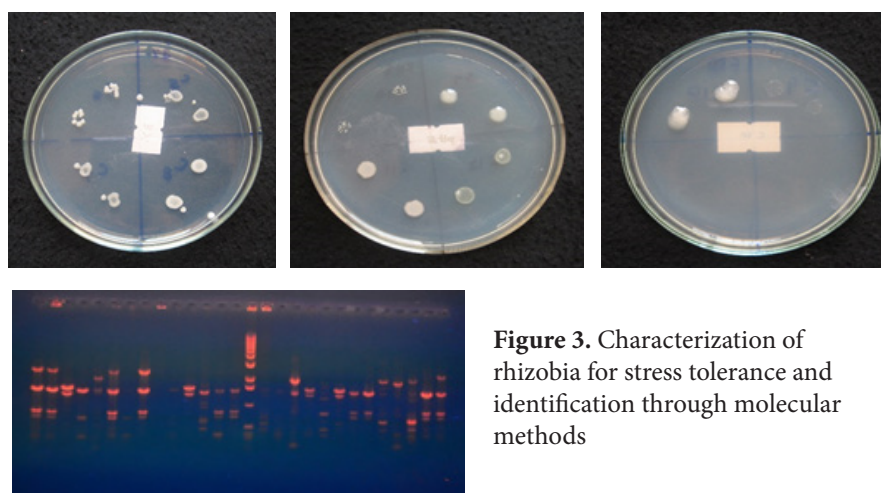 Figure 3. Characterization of
rhizobia for stress tolerance and
identification through molecular
methods